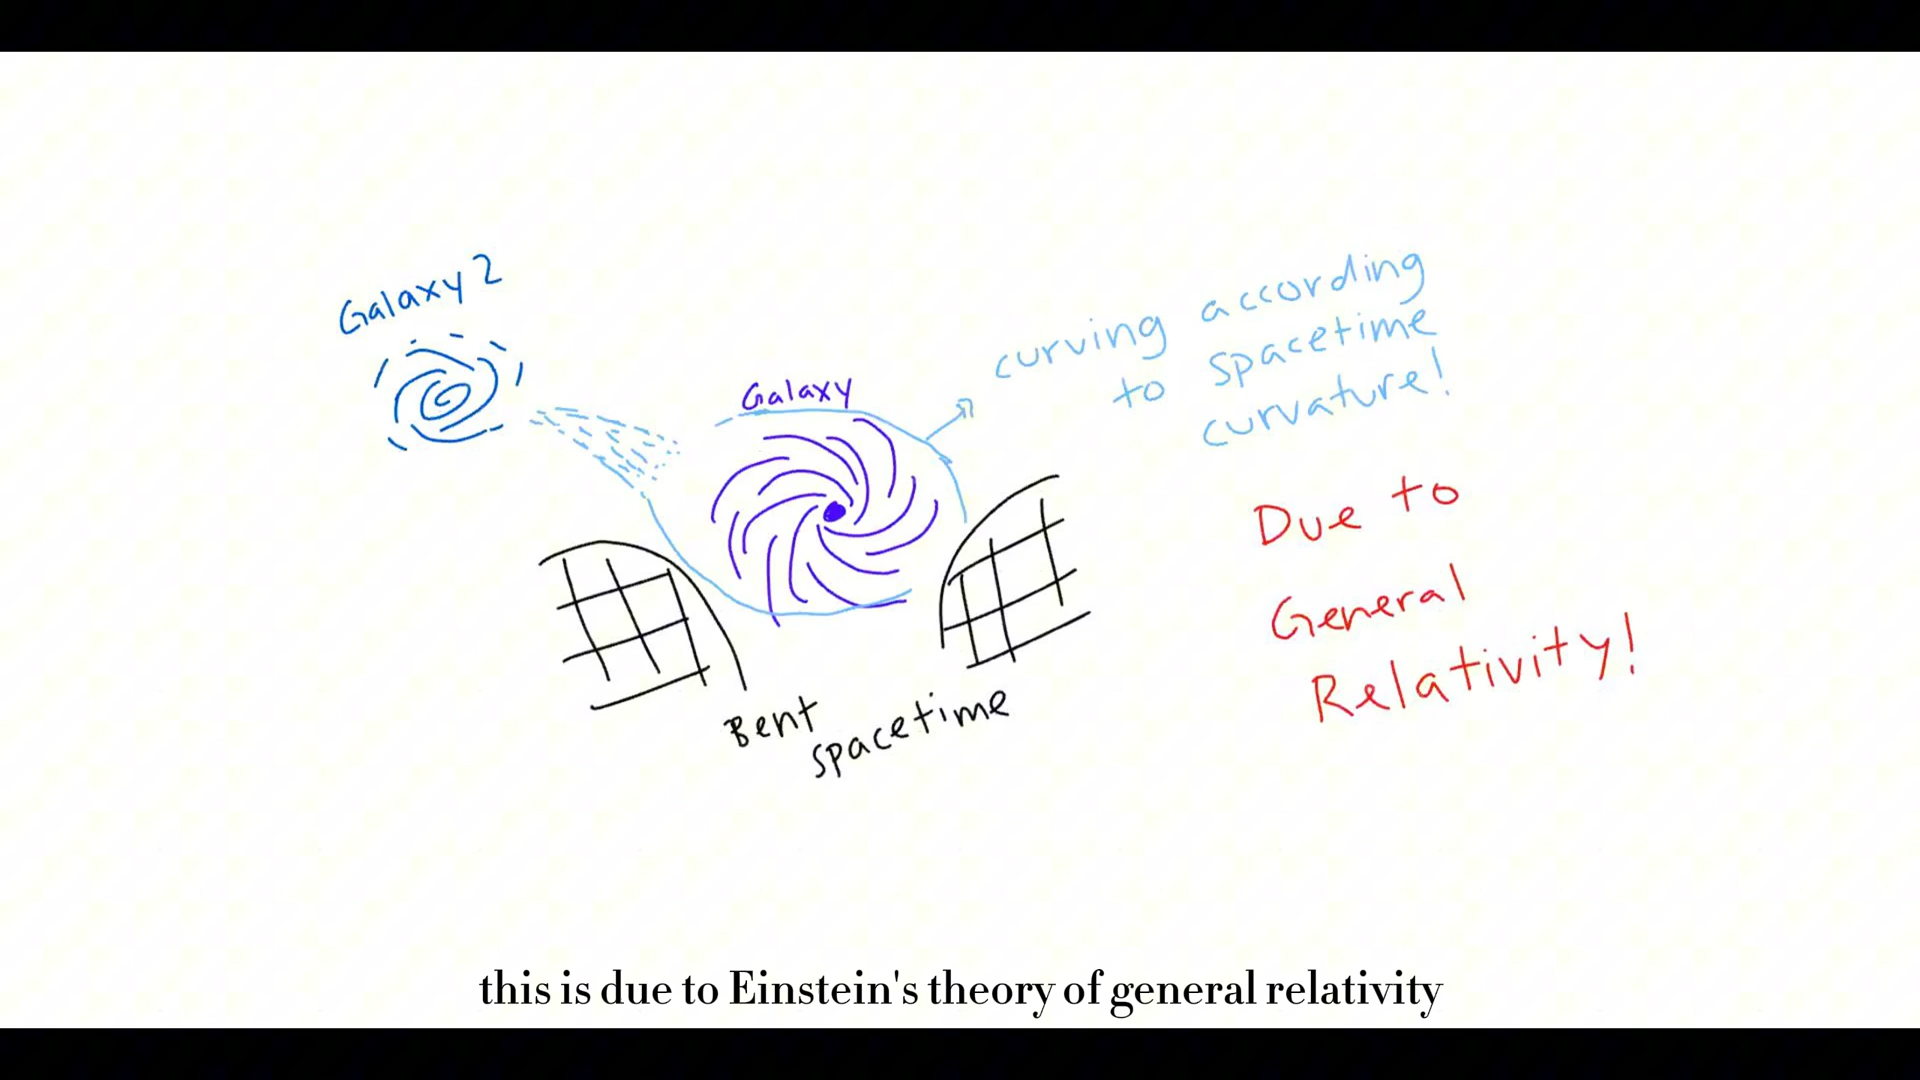 Galaxy 2
Galaxy
curving according
to spacetime
curvature!
Due to
General
Relativity!
Bent
spacetime
this is due to Einstein's theory of general relativity